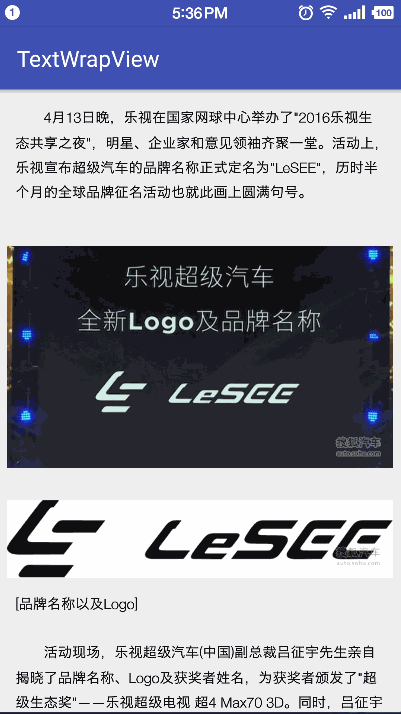 1
5:36PM
100
TextWrapView
4月13日晚，乐视在国家网球中心举办了"2016乐视生
态共享之夜"，明星、企业家和意见领袖齐聚一堂。活动上，
乐视宣布超级汽车的品牌名称正式定名为"LeSEE"，历时半
个月的全球品牌征名活动也就此画上圆满句号。
乐视超级汽车
全新Logo及品牌名称
LeSEE
搜狐汽车
auto.sohu.com
LeSEE
搜狐汽车
auto.sohu.com
[品牌名称以及Logo]
活动现场，乐视超级汽车(中国)副总裁吕征宇先生亲自
揭晓了品牌名称、Logo及获奖者姓名，为获奖者颁发了"超
级生态奖"——乐视超级电视 超4 Max70 3D。同时，吕征宇